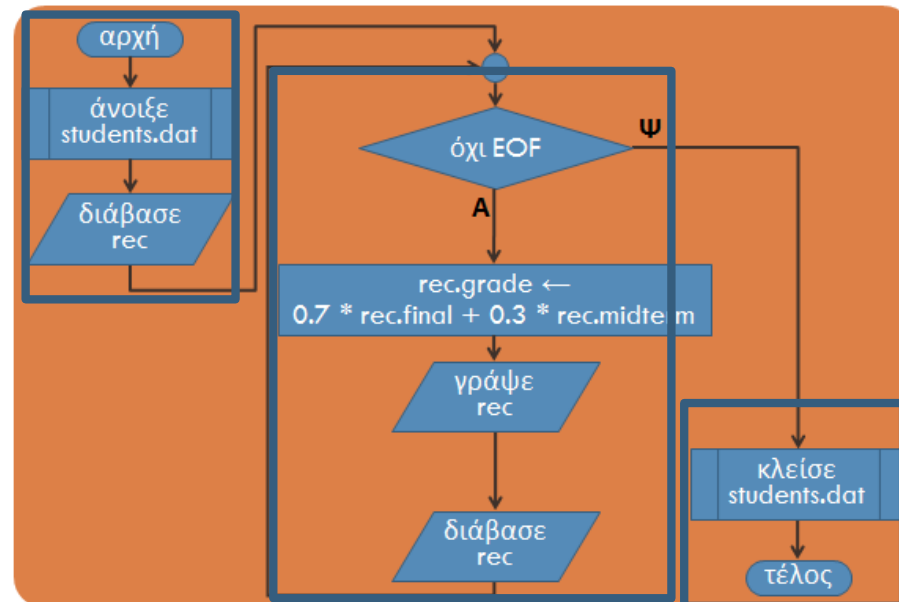 αρχή
άνοιξε
students.dat
διάβασε
rec
όχι EOF
Ψ
Α
rec.grade ←
0.7 * rec.final + 0.3 * rec.midterm
γράψε
rec
διάβασε
rec
κλείσε
students.dat
τέλος